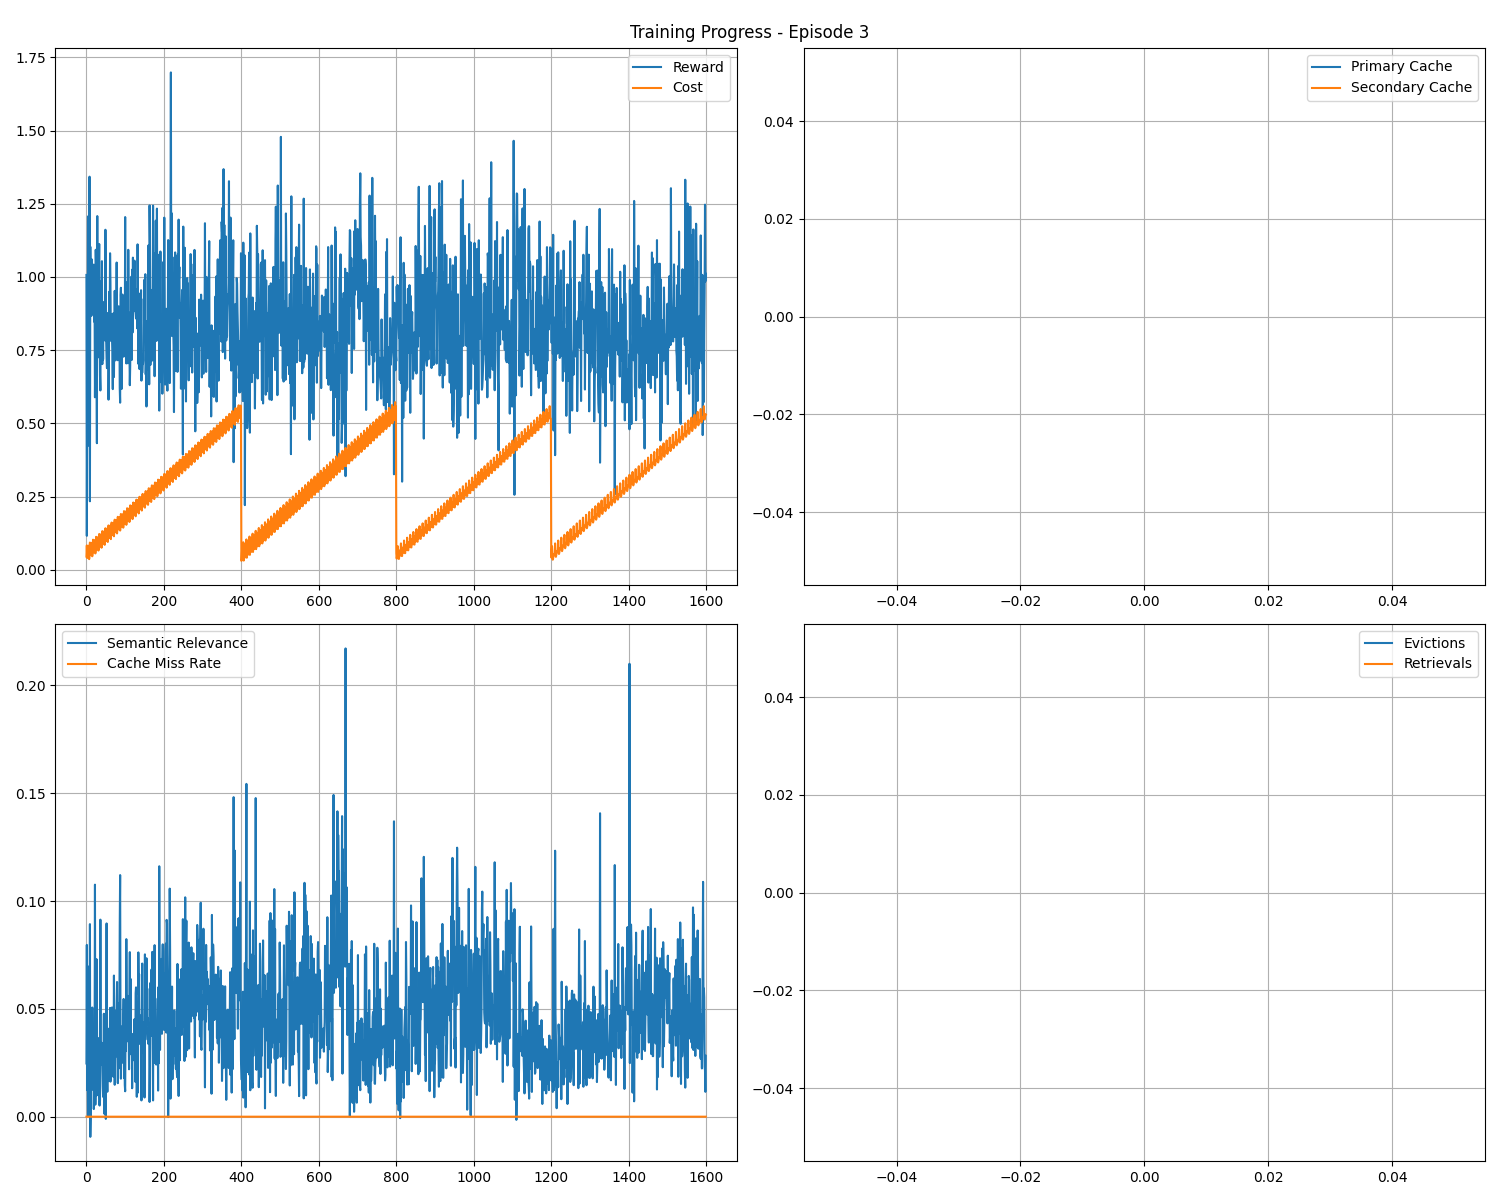 Training Progress - Episode 3
1.75
1.50
1.25
1.00
0.75
0.50
0.25
0.00
Reward
Cost
0 200 400 600 800 1000 1200 1400 1600
0.04
0.02
0.00
−0.02
−0.04
Primary Cache
Secondary Cache
−0.04 −0.02 0.00 0.02 0.04
0.20
0.15
0.10
0.05
0.00
Semantic Relevance
Cache Miss Rate
0 200 400 600 800 1000 1200 1400 1600
0.04
0.02
0.00
−0.02
−0.04
Evictions
Retrievals
−0.04 −0.02 0.00 0.02 0.04